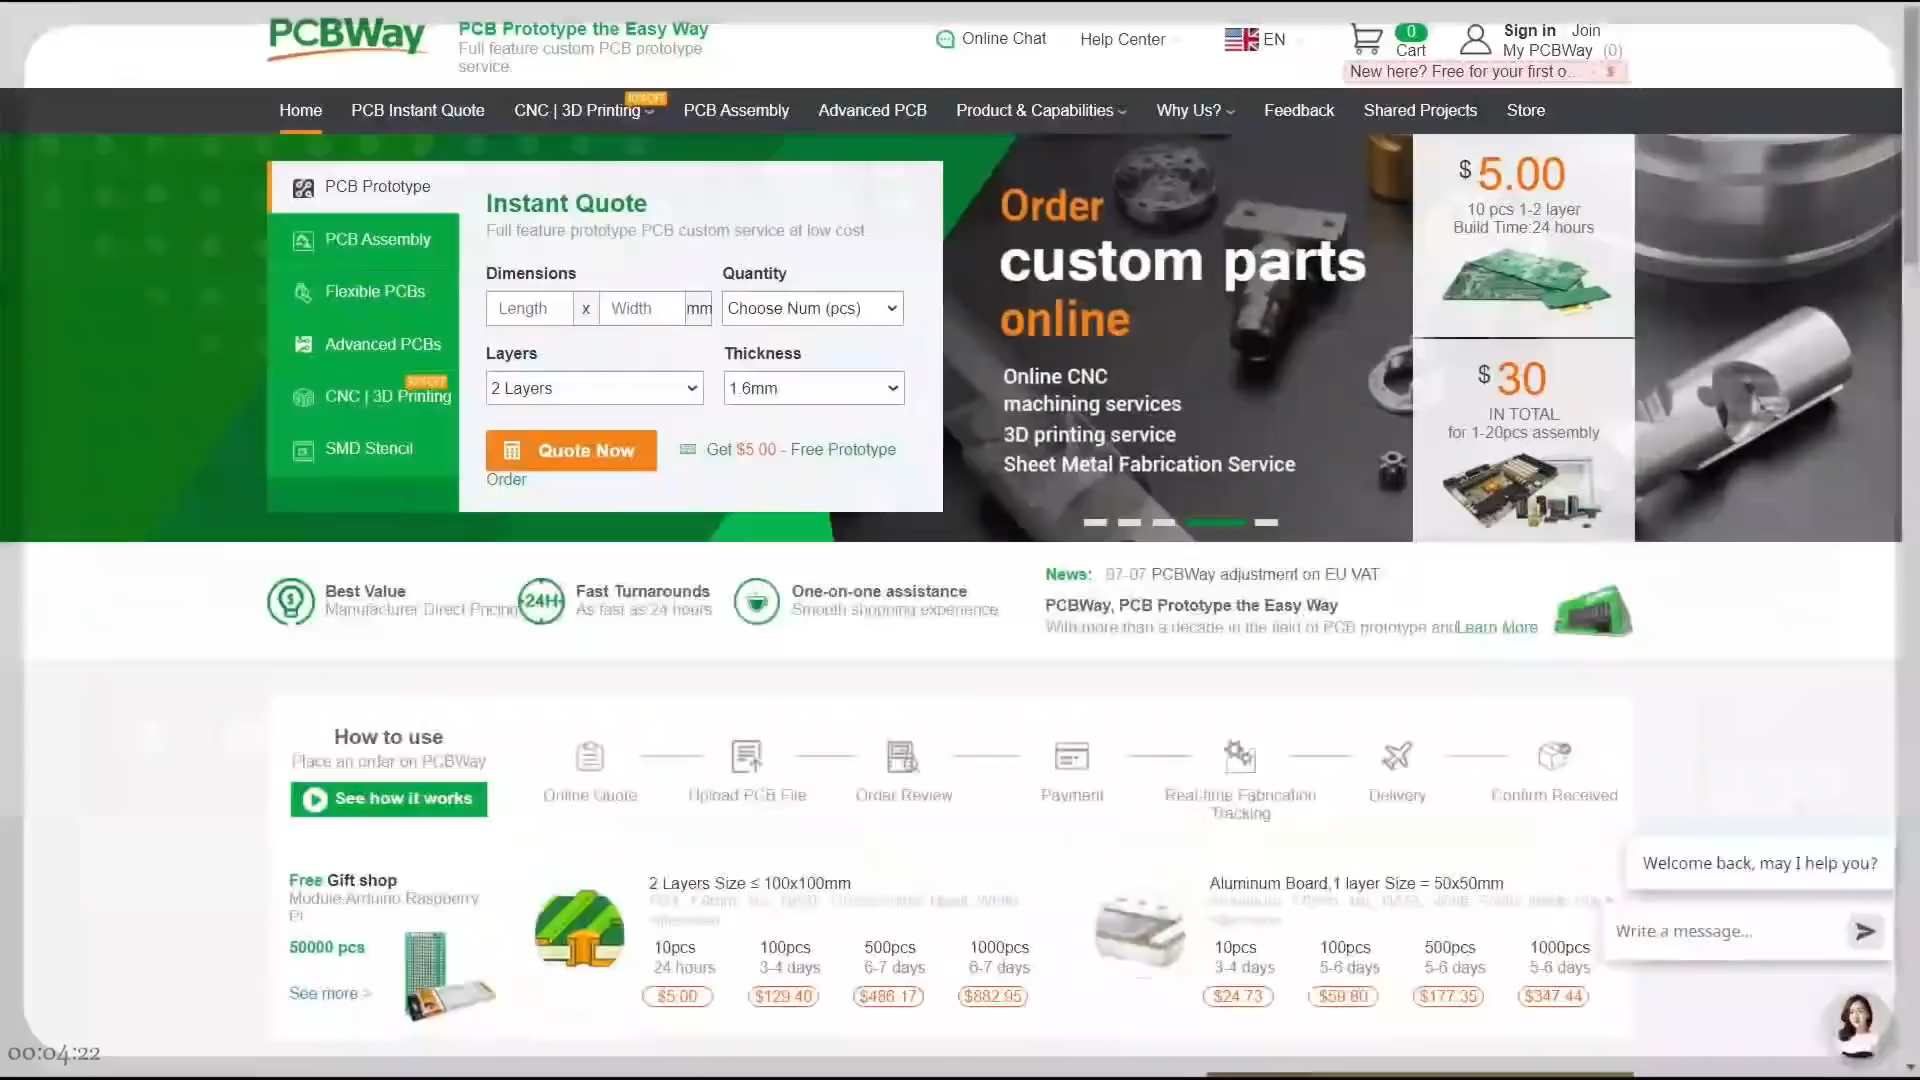 PCBWay
PCB Prototype the Easy Way
Full feature custom PCB prototype
service.
Online Chat
Help Center
EN
0
Cart
Sign in Join
My PCBWay (0)
New here? Free for your first o... $
Home
PCB Instant Quote
CNC | 3D Printing
PCB Assembly
Advanced PCB
Product & Capabilities
Why Us?
Feedback
Shared Projects
Store
PCB Prototype
PCB Assembly
Flexible PCBs
Advanced PCBs
CNC | 3D Printing
SMD Stencil
Instant Quote
Full feature prototype PCB custom service at low cost
Dimensions
Quantity
Length x Width mm
Choose Num (pcs)
Layers
Thickness
2 Layers
1.6mm
Quote Now
Get $5.00 - Free Prototype
Order
Order
custom parts
online
Online CNC
machining services
3D printing service
Sheet Metal Fabrication Service
$ 5.00
10 pcs 1-2 layer
Build Time:24 hours
$ 30
IN TOTAL
for 1-20pcs assembly
Best Value
Manufacturer Direct Pricing
24H
Fast Turnarounds
As fast as 24 hours
One-on-one assistance
Smooth shopping experience
News: 07-07 PCBWay adjustment on EU VAT
PCBWay, PCB Prototype the Easy Way
With more than a decade in the field of PCB prototype and Learn More
How to use
Place an order on PCBWay
See how it works
Online Quote
Upload PCB File
Order Review
Payment
Real-time Fabrication
Tracking
Delivery
Confirm Received
Free Gift shop
Module,Arduino,Raspberry
Pi
50000 pcs
See more >
2 Layers Size ≤ 100x100mm
10pcs 100pcs 500pcs 1000pcs
24 hours 3-4 days 6-7 days 6-7 days
$5.00 $129.40 $486.17 $882.95
Aluminum Board,1 layer Size = 50x50mm
10pcs 100pcs 500pcs 1000pcs
3-4 days 5-6 days 5-6 days 5-6 days
$24.73 $59.80 $177.35 $347.44
Welcome back, may I help you?
Write a message...
00:04:22